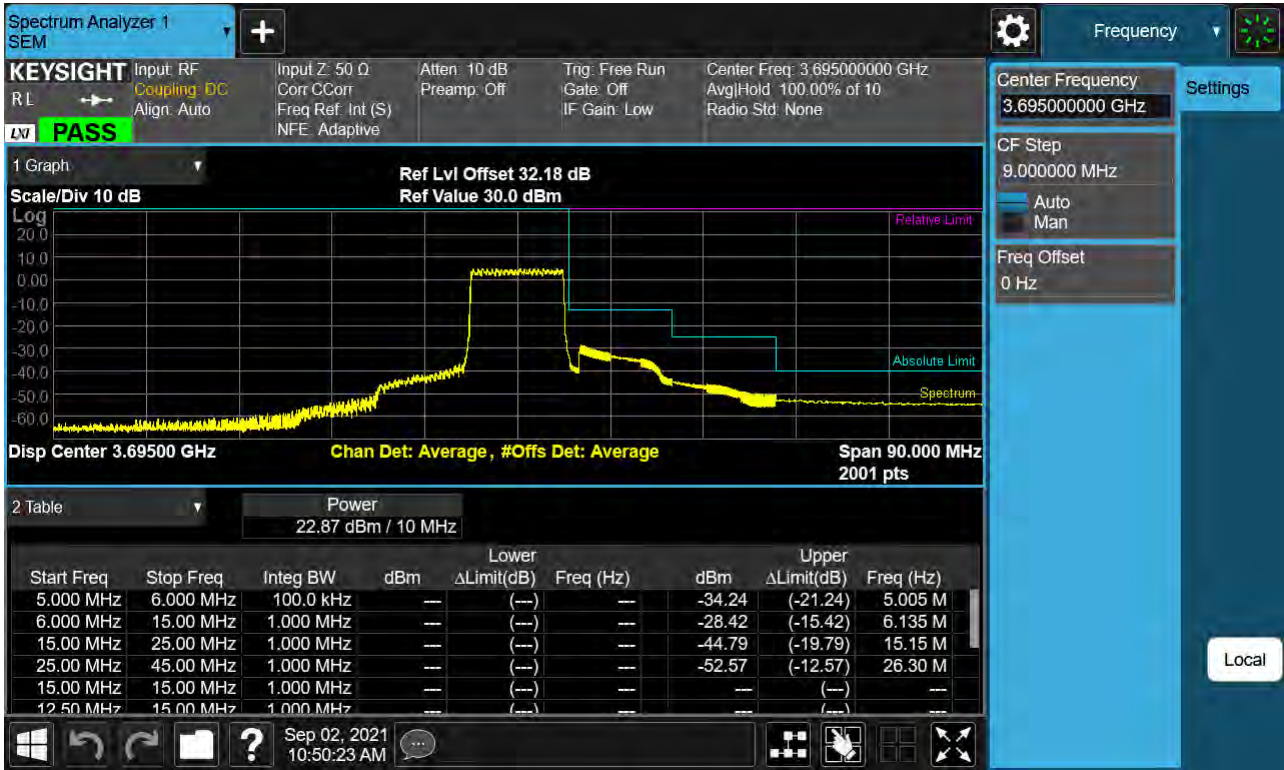 Spectrum Analyzer 1
SEM
Frequency
KEYSIGHT
R L
LXI PASS
Input: RF
Coupling: DC
Align: Auto
Input Z: 50 Ω
Corr CCorr
Freq Ref: Int (S)
NFE: Adaptive
Atten: 10 dB
Preamp: Off
Trig: Free Run
Gate: Off
IF Gain: Low
Center Freq: 3.695000000 GHz
Avg|Hold: 100.00% of 10
Radio Std: None
Center Frequency
3.695000000 GHz
Settings
CF Step
9.000000 MHz
Auto
Man
Freq Offset
0 Hz
Local
1 Graph
Scale/Div 10 dB
Ref Lvl Offset 32.18 dB
Ref Value 30.0 dBm
Log
20.0
10.0
0.00
-10.0
-20.0
-30.0
-40.0
-50.0
-60.0
Relative Limit
Absolute Limit
Spectrum
Disp Center 3.69500 GHz
Chan Det: Average, #Offs Det: Average
Span 90.000 MHz
2001 pts
2 Table
Power
22.87 dBm / 10 MHz
Lower Upper
Start Freq Stop Freq Integ BW dBm ΔLimit(dB) Freq (Hz) dBm ΔLimit(dB) Freq (Hz)
5.000 MHz 6.000 MHz 100.0 kHz --- (---) --- -34.24 (-21.24) 5.005 M
6.000 MHz 15.00 MHz 1.000 MHz --- (---) --- -28.42 (-15.42) 6.135 M
15.00 MHz 25.00 MHz 1.000 MHz --- (---) --- -44.79 (-19.79) 15.15 M
25.00 MHz 45.00 MHz 1.000 MHz --- (---) --- -52.57 (-12.57) 26.30 M
15.00 MHz 15.00 MHz 1.000 MHz --- (---) --- --- (---) ---
12.50 MHz 15.00 MHz 1.000 MHz --- (---) --- --- (---) ---
Sep 02, 2021
10:50:23 AM